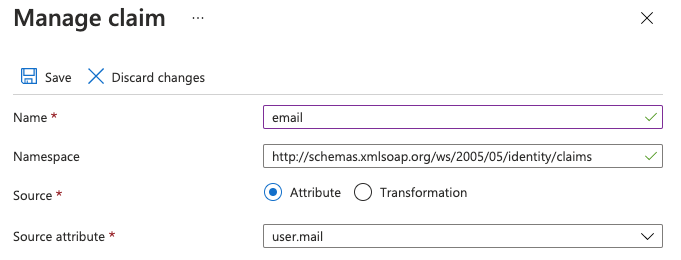 Manage claim ...
Save Discard changes
Name * email
Namespace http://schemas.xmlsoap.org/ws/2005/05/identity/claims
Source * Attribute Transformation
Source attribute * user.mail